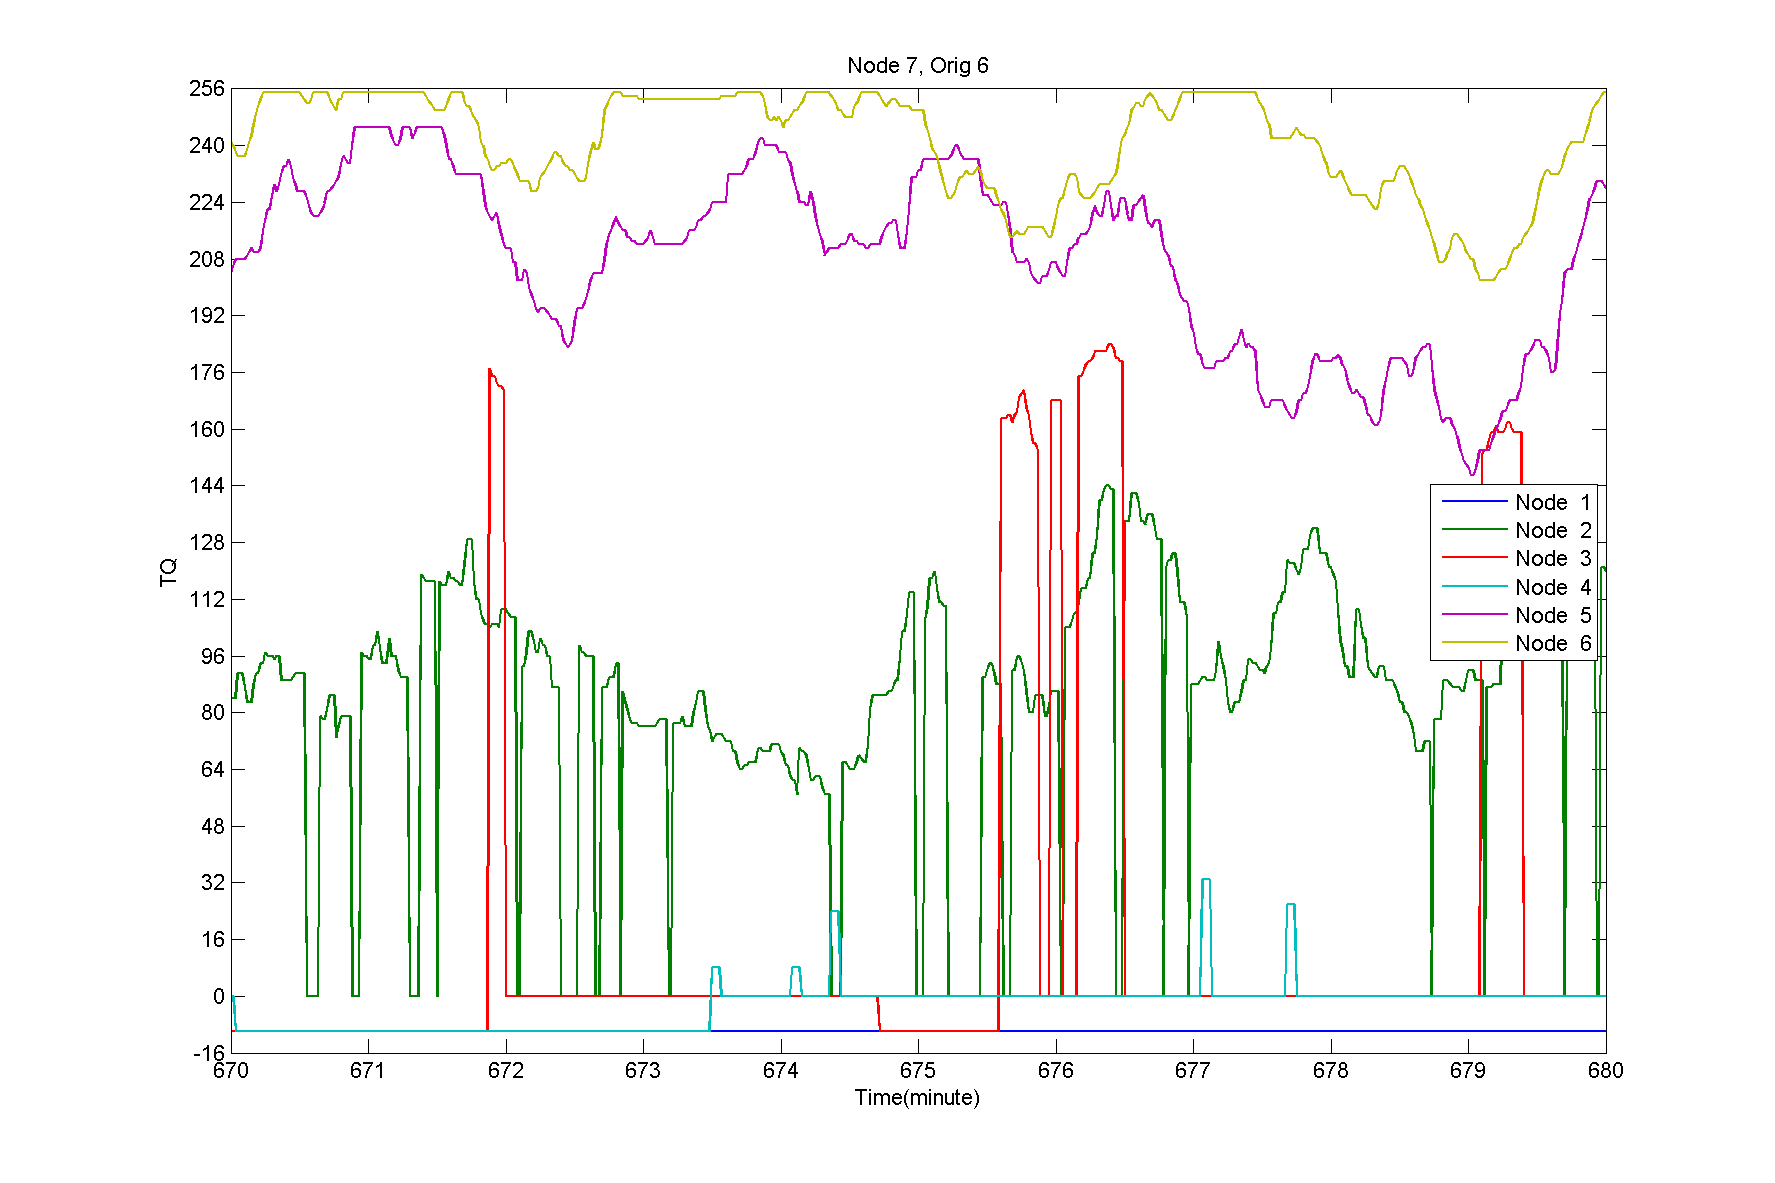 Node 7, Orig 6
256
240
224
208
192
176
160
144
128
112
96
80
64
48
32
16
0
-16
TQ
Node 1
Node 2
Node 3
Node 4
Node 5
Node 6
670 671 672 673 674 675 676 677 678 679 680
Time(minute)